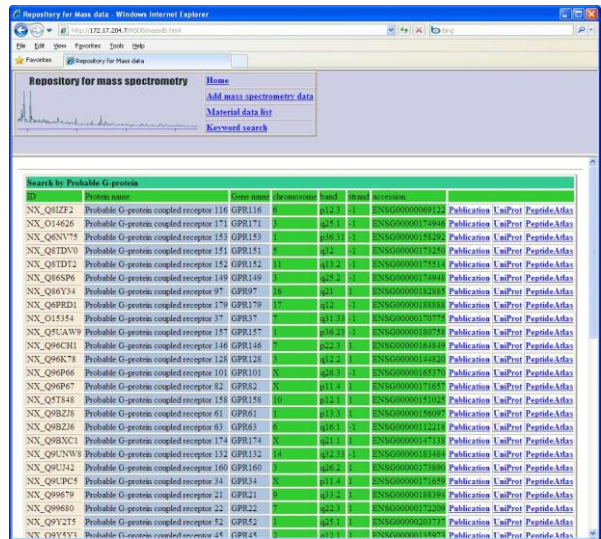 Repository for Mass data - Windows Internet Explorer
http://172.17.204.7/MSDB/massdb.html
Bing
File Edit View Favorites Tools Help
Favorites Repository for Mass data
Repository for mass spectrometry
Home
Add mass spectrometry data
Material data list
Keyword search
Search by Probable G-protein
ID Protein name Gene name chromosome band strand accession
NX_Q8IZF2 Probable G-protein coupled receptor 116 GPR116 6 p12.3 -1 ENSG00000069122 Publication UniProt PeptideAtlas
NX_O14626 Probable G-protein coupled receptor 171 GPR171 3 q25.1 -1 ENSG00000174946 Publication UniProt PeptideAtlas
NX_Q6NV75 Probable G-protein coupled receptor 153 GPR153 1 p36.31 -1 ENSG00000158292 Publication UniProt PeptideAtlas
NX_Q8TDV0 Probable G-protein coupled receptor 151 GPR151 5 q32 -1 ENSG00000173250 Publication UniProt PeptideAtlas
NX_Q8TDT2 Probable G-protein coupled receptor 152 GPR152 11 q13.2 -1 ENSG00000175514 Publication UniProt PeptideAtlas
NX_Q86SP6 Probable G-protein coupled receptor 149 GPR149 3 q25.2 -1 ENSG00000174948 Publication UniProt PeptideAtlas
NX_Q86Y34 Probable G-protein coupled receptor 97 GPR97 16 q21 1 ENSG00000182885 Publication UniProt PeptideAtlas
NX_Q6PRD1 Probable G-protein coupled receptor 179 GPR179 17 q12 -1 ENSG00000188888 Publication UniProt PeptideAtlas
NX_O15354 Probable G-protein coupled receptor 37 GPR37 7 q31.33 -1 ENSG00000170775 Publication UniProt PeptideAtlas
NX_Q5UAW9 Probable G-protein coupled receptor 157 GPR157 1 p36.23 -1 ENSG00000180758 Publication UniProt PeptideAtlas
NX_Q96CH1 Probable G-protein coupled receptor 146 GPR146 7 p22.3 1 ENSG00000164849 Publication UniProt PeptideAtlas
NX_Q96K78 Probable G-protein coupled receptor 128 GPR128 3 q12.2 1 ENSG00000144820 Publication UniProt PeptideAtlas
NX_Q96P66 Probable G-protein coupled receptor 101 GPR101 X q26.3 -1 ENSG00000165370 Publication UniProt PeptideAtlas
NX_Q96P67 Probable G-protein coupled receptor 82 GPR82 X p11.4 1 ENSG00000171657 Publication UniProt PeptideAtlas
NX_Q5T848 Probable G-protein coupled receptor 158 GPR158 10 p12.1 1 ENSG00000151025 Publication UniProt PeptideAtlas
NX_Q9BZJ8 Probable G-protein coupled receptor 61 GPR61 1 p13.3 1 ENSG00000156097 Publication UniProt PeptideAtlas
NX_Q9BZJ6 Probable G-protein coupled receptor 63 GPR63 6 q16.1 -1 ENSG00000112218 Publication UniProt PeptideAtlas
NX_Q9BXC1 Probable G-protein coupled receptor 174 GPR174 X q21.1 1 ENSG00000147138 Publication UniProt PeptideAtlas
NX_Q9UNW8 Probable G-protein coupled receptor 132 GPR132 14 q32.33 -1 ENSG00000183484 Publication UniProt PeptideAtlas
NX_Q9UJ42 Probable G-protein coupled receptor 160 GPR160 3 q26.2 1 ENSG00000173890 Publication UniProt PeptideAtlas
NX_Q9UPC5 Probable G-protein coupled receptor 34 GPR34 X p11.4 1 ENSG00000171659 Publication UniProt PeptideAtlas
NX_Q99679 Probable G-protein coupled receptor 21 GPR21 9 q33.2 1 ENSG00000188394 Publication UniProt PeptideAtlas
NX_Q99680 Probable G-protein coupled receptor 22 GPR22 7 q22.3 1 ENSG00000172209 Publication UniProt PeptideAtlas
NX_Q9Y2T5 Probable G-protein coupled receptor 52 GPR52 1 q25.1 1 ENSG00000203737 Publication UniProt PeptideAtlas
NX_Q9Y5Y3 Probable G-protein coupled receptor 45 GPR45 2 q12.1 1 ENSG00000135973 Publication UniProt PeptideAtlas